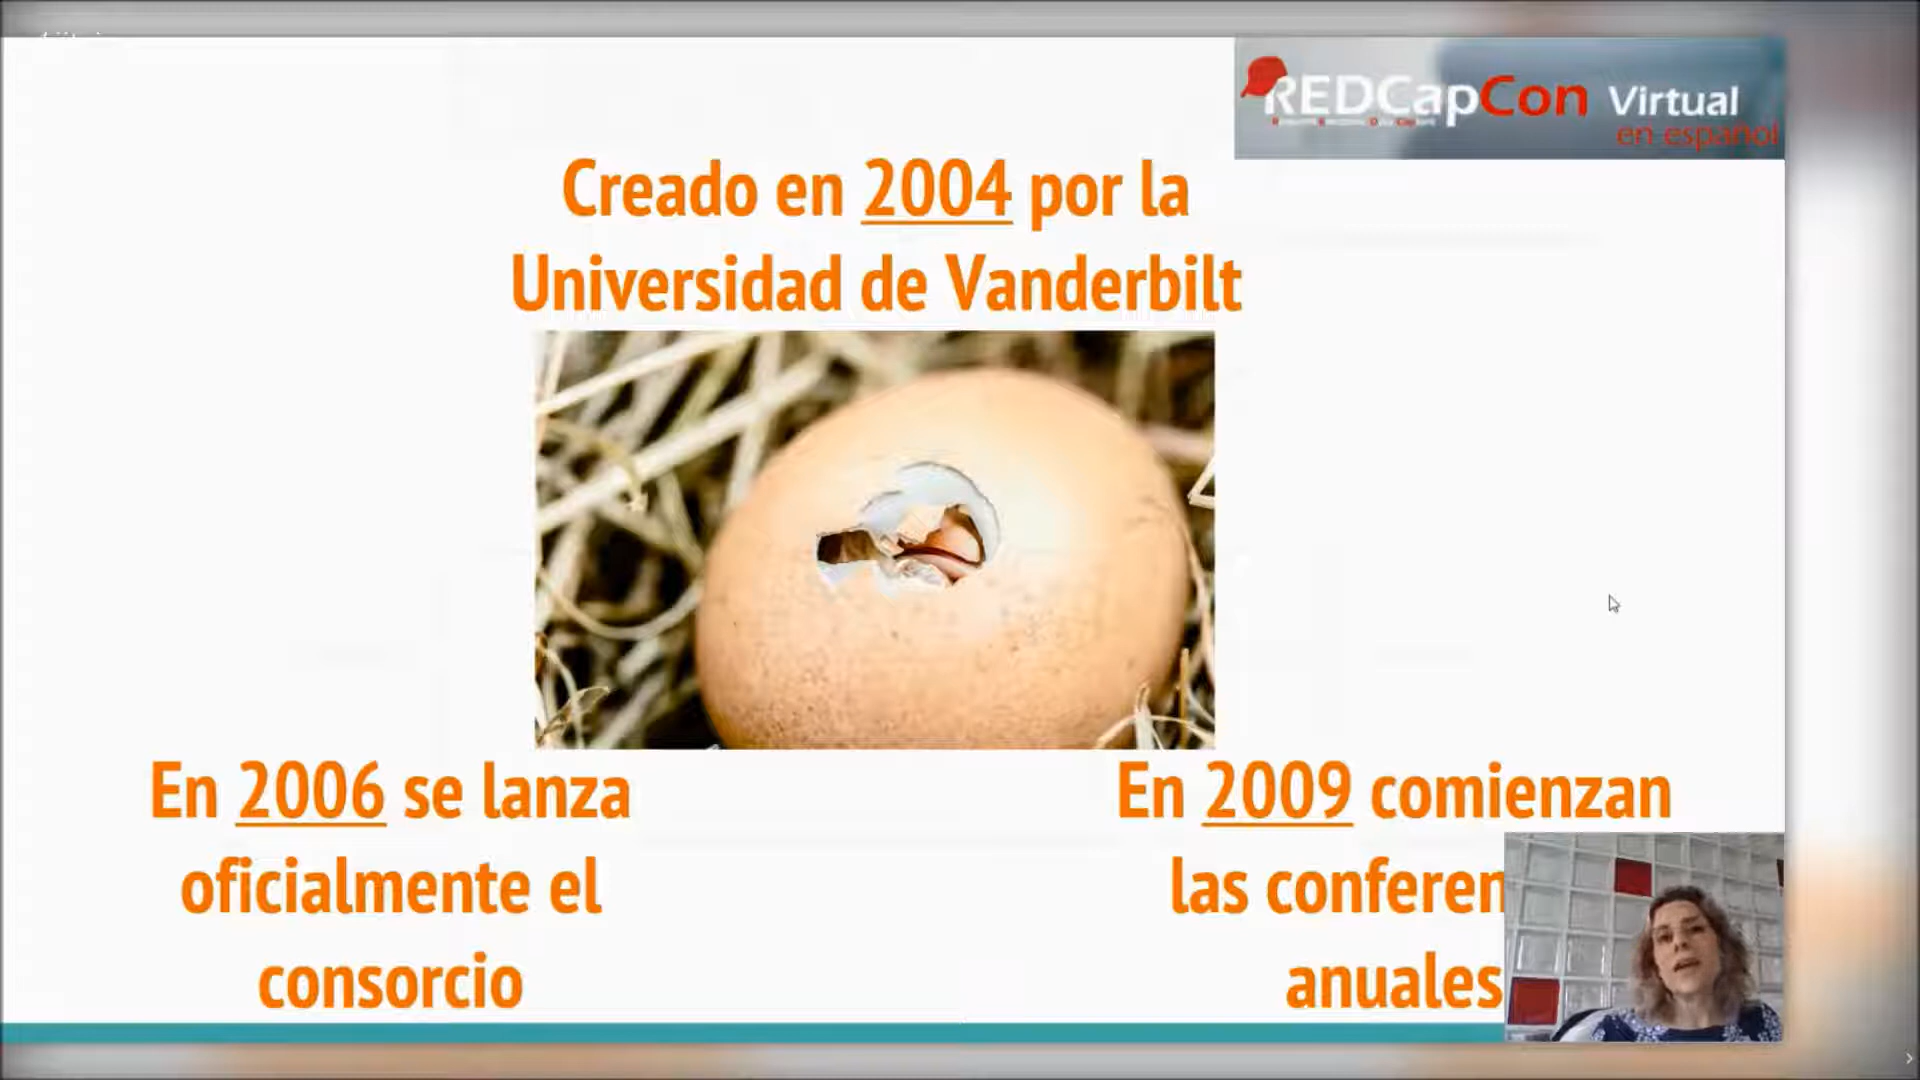 REDCapCon Virtual
en español
Creado en 2004 por la
Universidad de Vanderbilt
En 2006 se lanza
oficialmente el
consorcio
En 2009 comienzan
las conferen
anuales